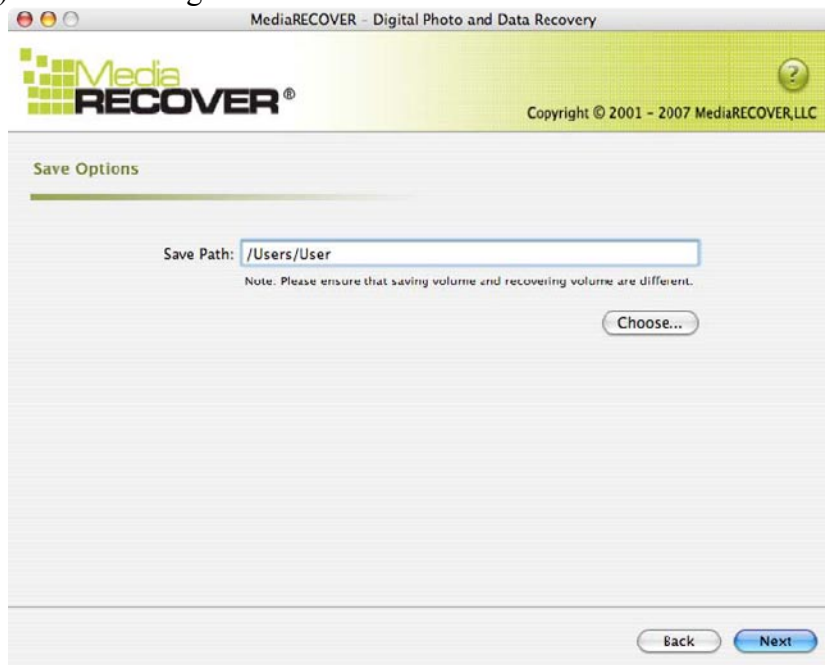 MediaRECOVER - Digital Photo and Data Recovery
Media
RECOVER®
?
Copyright © 2001 - 2007 MediaRECOVER,LLC
Save Options
Save Path: /Users/User
Note: Please ensure that saving volume and recovering volume are different.
Choose...
Back Next